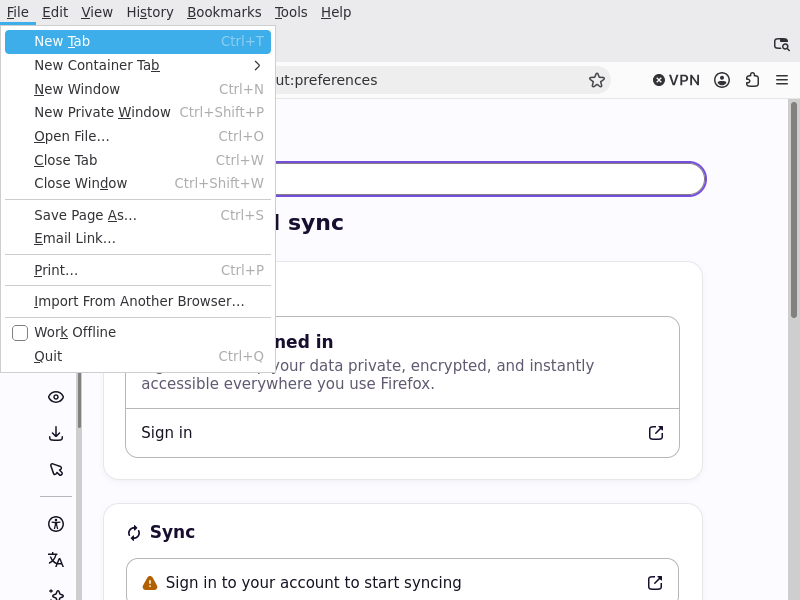 File Edit View History Bookmarks Tools Help
New Tab Ctrl+T
New Container Tab
New Window Ctrl+N
New Private Window Ctrl+Shift+P
Open File... Ctrl+O
Close Tab Ctrl+W
Close Window Ctrl+Shift+W
Save Page As... Ctrl+S
Email Link...
Print... Ctrl+P
Import From Another Browser...
Work Offline
Quit Ctrl+Q
ut:preferences
VPN
sync
ned in
your data private, encrypted, and instantly
accessible everywhere you use Firefox.
Sign in
Sync
Sign in to your account to start syncing